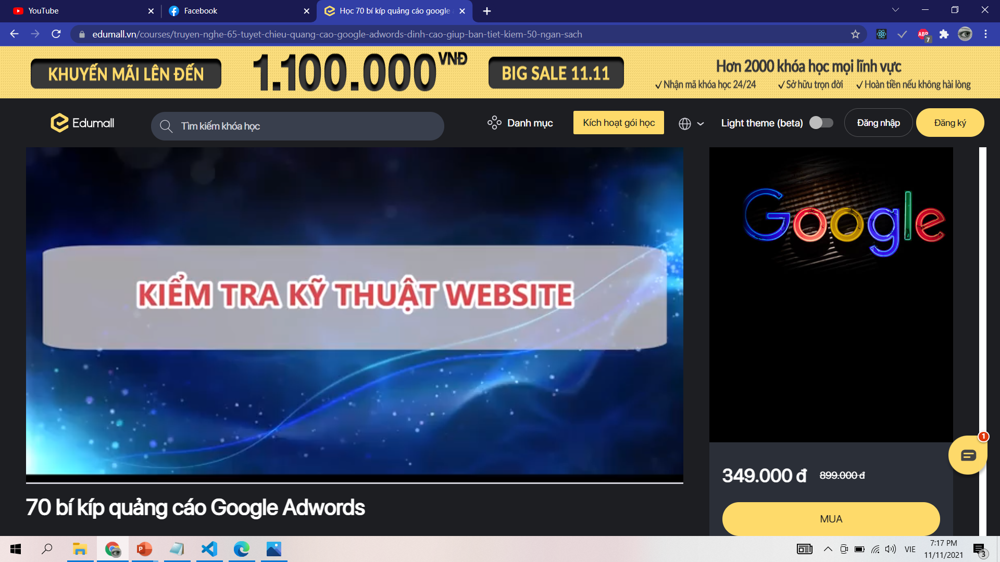 YouTube
Facebook
Học 70 bí kíp quảng cáo google
edumall.vn/courses/truyen-nghe-65-tuyet-chieu-quang-cao-google-adwords-dinh-cao-giup-ban-tiet-kiem-50-ngan-sach
ABP
7
KHUYẾN MÃI LÊN ĐẾN
1.100.000 VNĐ
BIG SALE 11.11
Hơn 2000 khóa học mọi lĩnh vực
✓ Nhận mã khóa học 24/24 ✓ Sở hữu trọn đời ✓ Hoàn tiền nếu không hài lòng
Edumall
Tìm kiếm khóa học
Danh mục
Kích hoạt gói học
Light theme (beta)
Đăng nhập
Đăng ký
KIỂM TRA KỸ THUẬT WEBSITE
Google
1
349.000 đ 899.000 đ
MUA
70 bí kíp quảng cáo Google Adwords
VIE
7:17 PM
11/11/2021
3